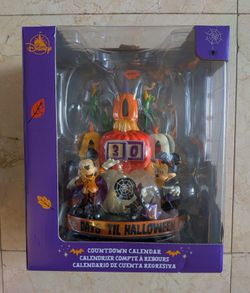 Disney
30
DAYS 'TIL HALLOWEEN
COUNTDOWN CALENDAR
CALENDRIER COMPTE À REBOURS
CALENDARIO DE CUENTA REGRESIVA